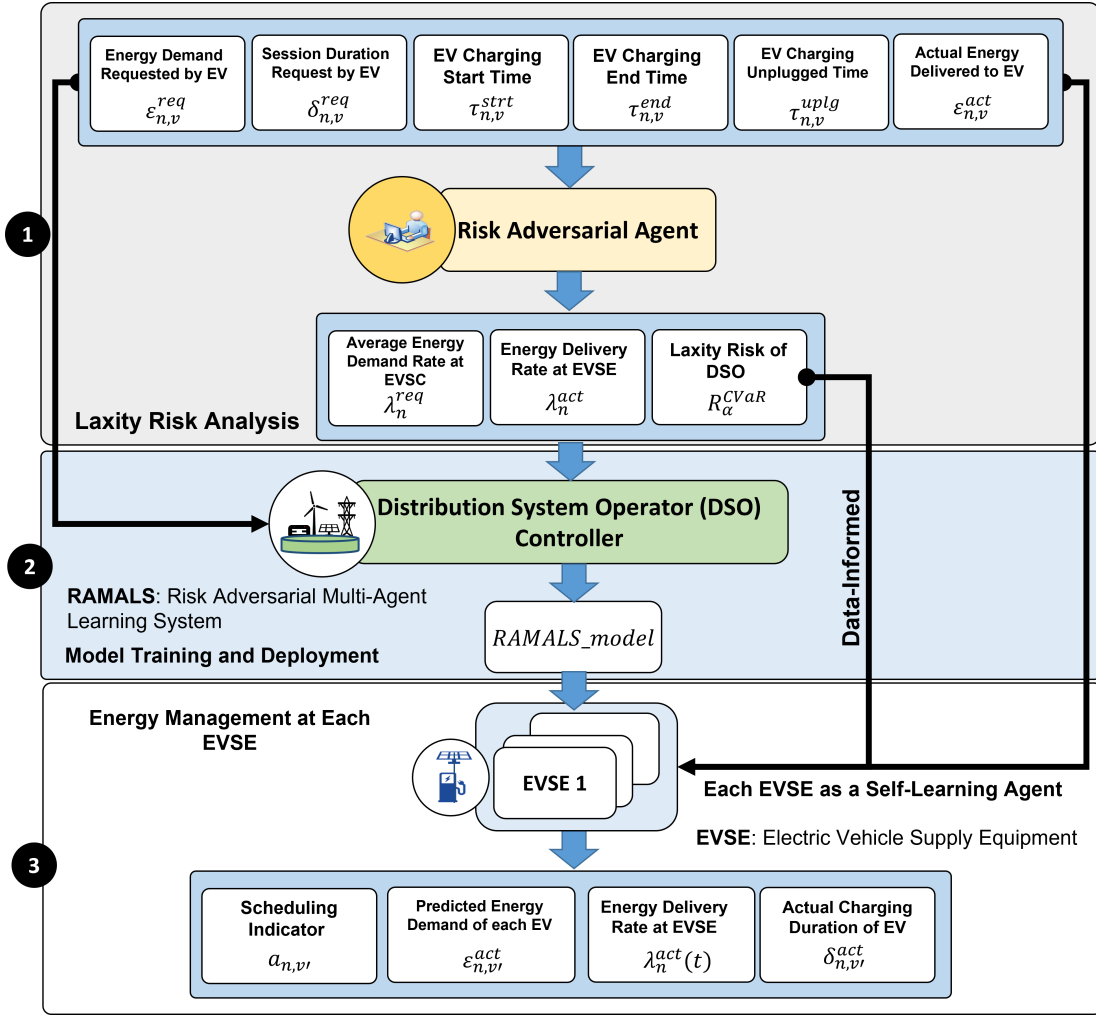 Energy Demand
Requested by EV
ε_{n,v}^{req}
Session Duration
Request by EV
δ_{n,v}^{req}
EV Charging
Start Time
τ_{n,v}^{strt}
EV Charging
End Time
τ_{n,v}^{end}
EV Charging
Unplugged Time
τ_{n,v}^{uplg}
Actual Energy
Delivered to EV
ε_{n,v}^{act}
1
Risk Adversarial Agent
Average Energy
Demand Rate at
EVSC
λ_n^{req}
Energy Delivery
Rate at EVSE
λ_n^{act}
Laxity Risk of
DSO
R_α^{CVaR}
Laxity Risk Analysis
Distribution System Operator (DSO)
Controller
Data-Informed
2
RAMALS: Risk Adversarial Multi-Agent
Learning System
RAMALS_model
Model Training and Deployment
Energy Management at Each
EVSE
EVSE 1
Each EVSE as a Self-Learning Agent
EVSE: Electric Vehicle Supply Equipment
3
Scheduling
Indicator
a_{n,v'}
Predicted Energy
Demand of each EV
ε_{n,v'}^{act}
Energy Delivery
Rate at EVSE
λ_n^{act}(t)
Actual Charging
Duration of EV
δ_{n,v'}^{act}